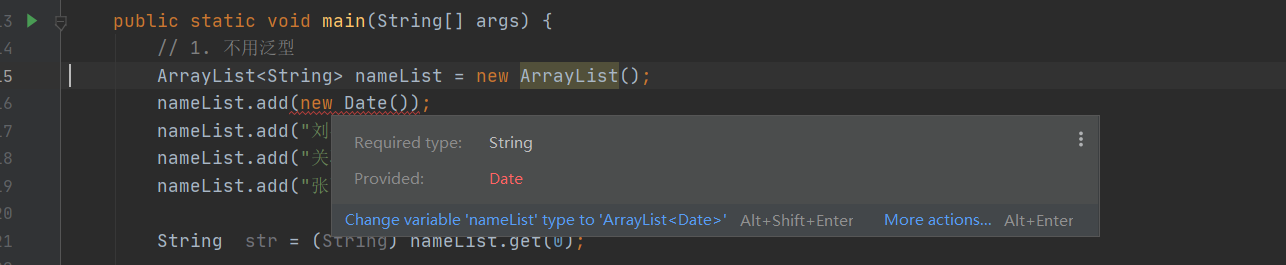 13 public static void main(String[] args) {
14 // 1. 不用泛型
15 ArrayList<String> nameList = new ArrayList();
16 nameList.add(new Date());
17 nameList.add("刘
18 nameList.add("关
19 nameList.add("张
20
21 String str = (String) nameList.get(0);
Required type: String
Provided: Date
Change variable 'nameList' type to 'ArrayList<Date>' Alt+Shift+Enter More actions... Alt+Enter